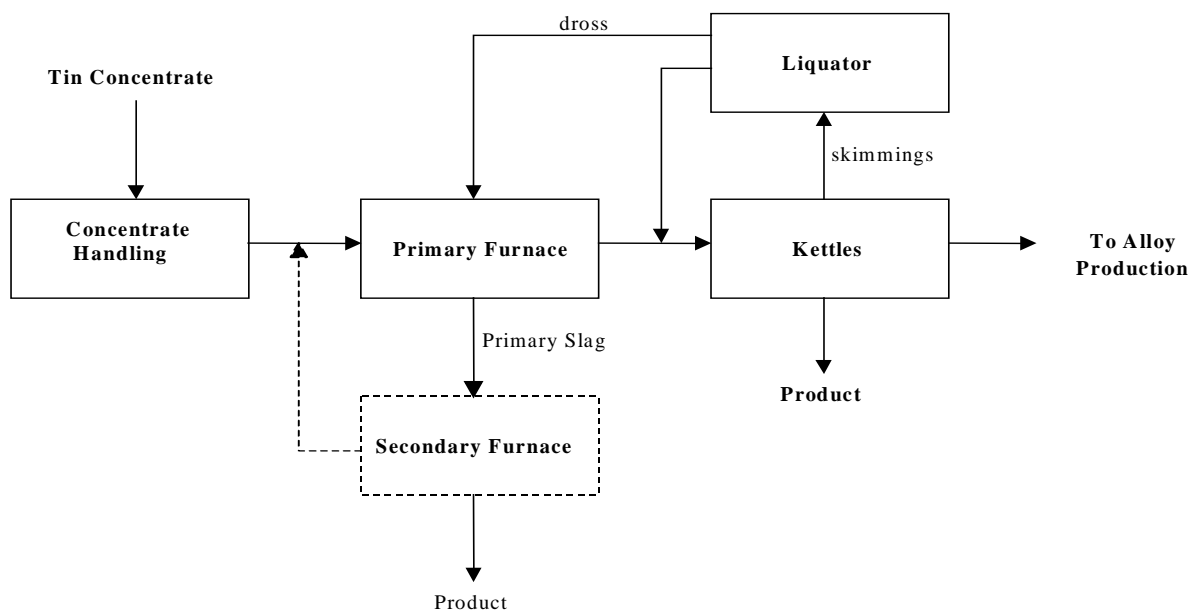 dross
Liquator
Tin Concentrate
skimmings
Concentrate
Handling
Primary Furnace
Kettles
To Alloy
Production
Primary Slag
Product
Secondary Furnace
Product